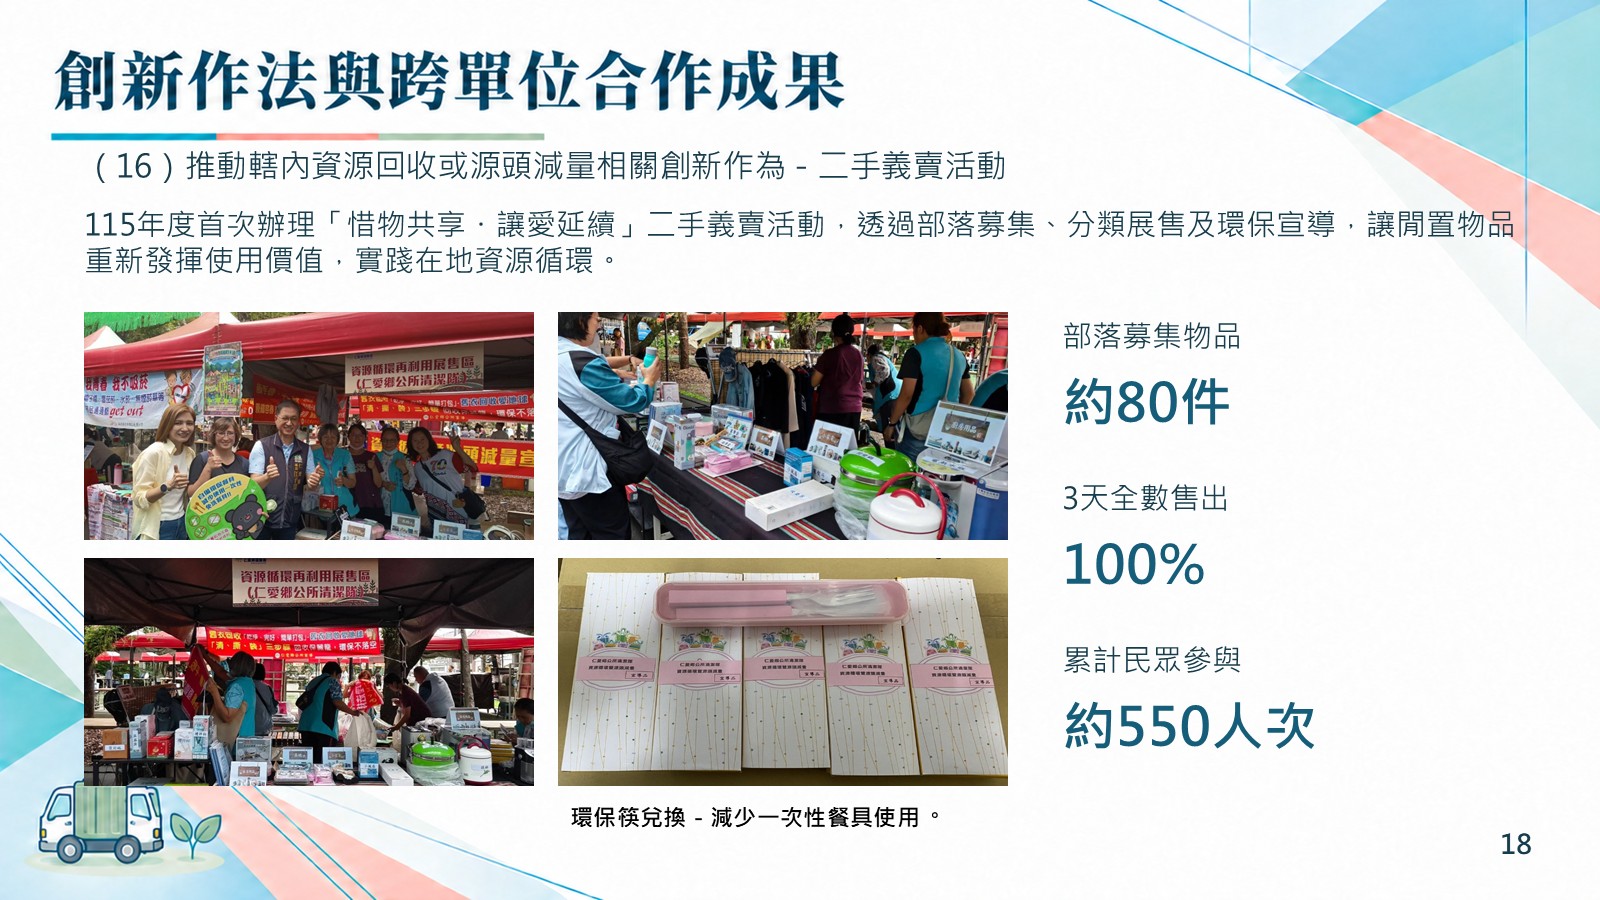 創新作法與跨單位合作成果
（16）推動轄內資源回收或源頭減量相關創新作為 - 二手義賣活動
115年度首次辦理「惜物共享．讓愛延續」二手義賣活動，透過部落募集、分類展售及環保宣導，讓閒置物品
重新發揮使用價值，實踐在地資源循環。
資源循環再利用展售區
（仁愛鄉公所清潔隊）
我不吸菸
get out
部落募集物品
約80件
3天全數售出
100%
資源循環再利用展售區
（仁愛鄉公所清潔隊）
累計民眾參與
約550人次
環保筷兌換 - 減少一次性餐具使用。
18